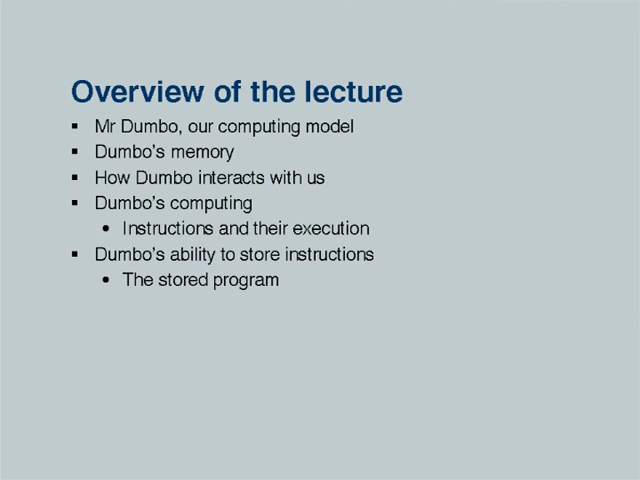 Overview of the lecture
▪ Mr Dumbo, our computing model
▪ Dumbo's memory
▪ How Dumbo interacts with us
▪ Dumbo's computing
• Instructions and their execution
▪ Dumbo's ability to store instructions
• The stored program